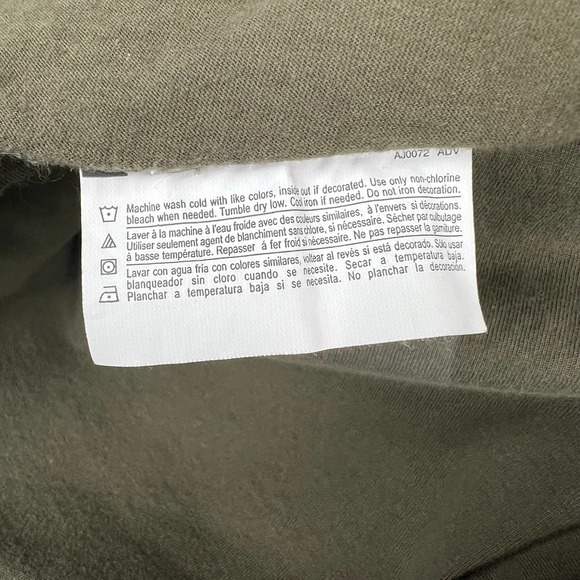 AJ0072 ADV
Machine wash cold with like colors, inside out if decorated. Use only non-chlorine
bleach when needed. Tumble dry low. Cool iron if needed. Do not iron decoration.
Laver à la machine à l'eau froide avec des couleurs similaires, à l'envers si décorations.
Utiliser seulement agent de blanchiment sans chlore, si nécessaire. Sécher par culbutage
à basse température. Repasser á fer froid si nécessaire. Ne pas repasser la garniture.
Lavar con agua fría con colores similares, voltear al revès si está decorado. Sólo usar
blanqueador sin cloro cuando se necesite. Secar a temperatura baja.
Planchar a temperatura baja si se necesita. No planchar la decoración.